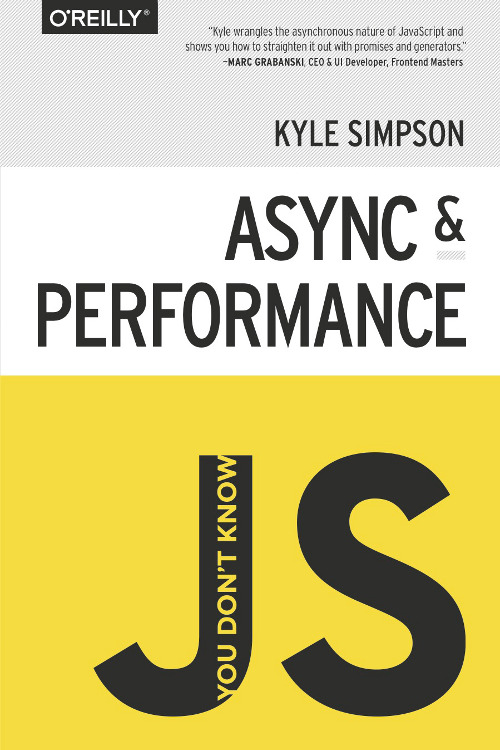 O'REILLY®
"Kyle wrangles the asynchronous nature of JavaScript and
shows you how to straighten it out with promises and generators."
–MARC GRABANSKI, CEO & UI Developer, Frontend Masters
KYLE SIMPSON
ASYNC &
PERFORMANCE
YOU DON'T KNOW
JS